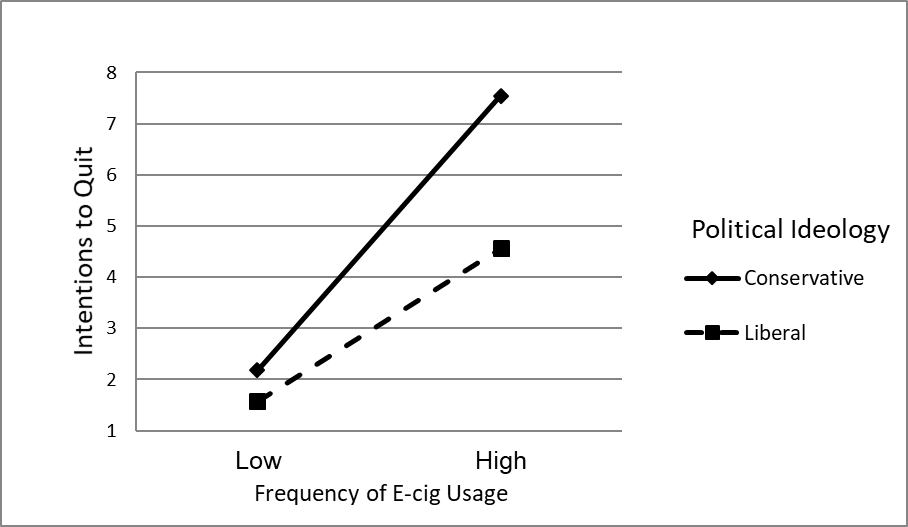 8
7
6
5
4
3
2
1
Intentions to Quit
Low High
Frequency of E-cig Usage
Political Ideology
Conservative
Liberal